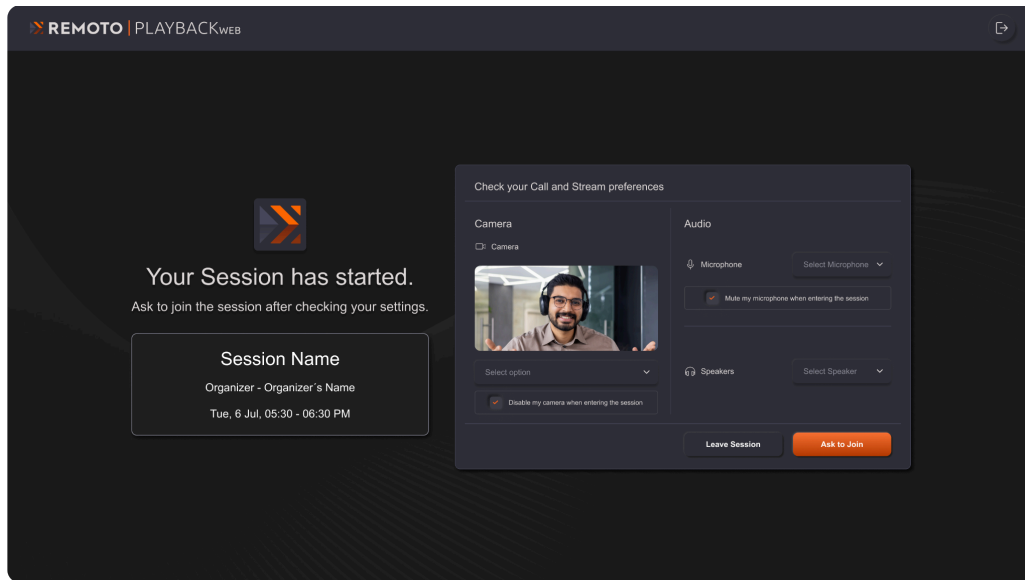 REMOTO | PLAYBACKWEB
Your Session has started.
Ask to join the session after checking your settings.
Session Name
Organizer - Organizer´s Name
Tue, 6 Jul, 05:30 - 06:30 PM
Check your Call and Stream preferences
Camera
Camera
Select option
Disable my camera when entering the session
Audio
Microphone
Select Microphone
Mute my microphone when entering the session
Speakers
Select Speaker
Leave Session
Ask to Join